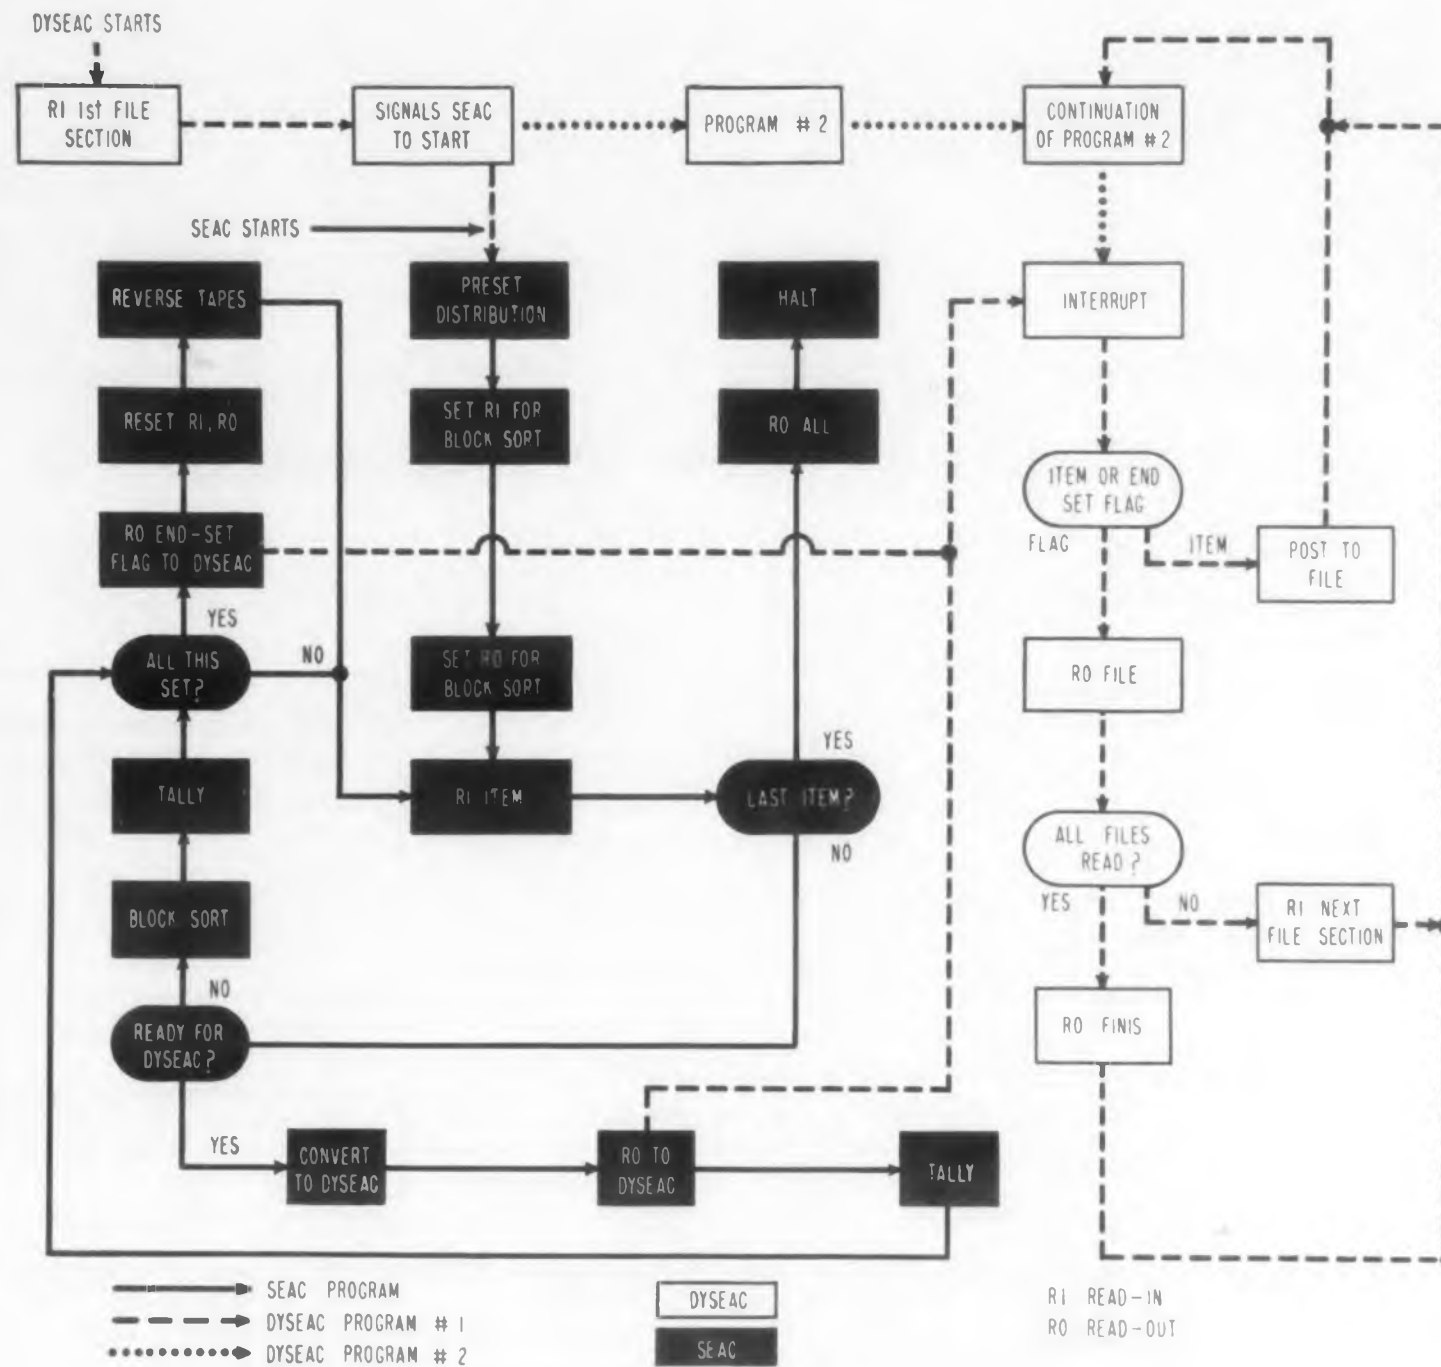 DYSEAC STARTS
RI 1st FILE
SECTION
SIGNALS SEAC
TO START
PROGRAM # 2
CONTINUATION
OF PROGRAM # 2
SEAC STARTS
REVERSE TAPES
PRESET
DISTRIBUTION
HALT
INTERRUPT
RESET RI, RO
SET RI FOR
BLOCK SORT
RO ALL
ITEM OR END
SET FLAG
FLAG
ITEM
POST TO
FILE
RO END-SET
FLAG TO DYSEAC
YES
ALL THIS
SET?
NO
SET RO FOR
BLOCK SORT
RO FILE
TALLY
RI ITEM
YES
LAST ITEM?
NO
ALL FILES
READ?
YES
NO
RI NEXT
FILE SECTION
BLOCK SORT
NO
READY FOR
DYSEAC?
RO FINIS
YES
CONVERT
TO DYSEAC
RO TO
DYSEAC
TALLY
SEAC PROGRAM
DYSEAC PROGRAM # 1
DYSEAC PROGRAM # 2
DYSEAC
SEAC
RI READ-IN
RO READ-OUT